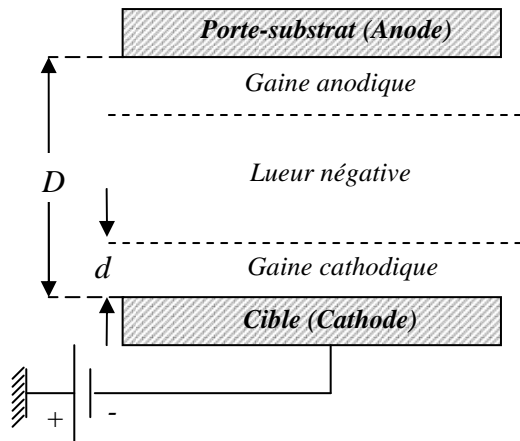 Porte-substrat (Anode)
Gaine anodique
D
Lueur négative
d
Gaine cathodique
Cible (Cathode)
+ -